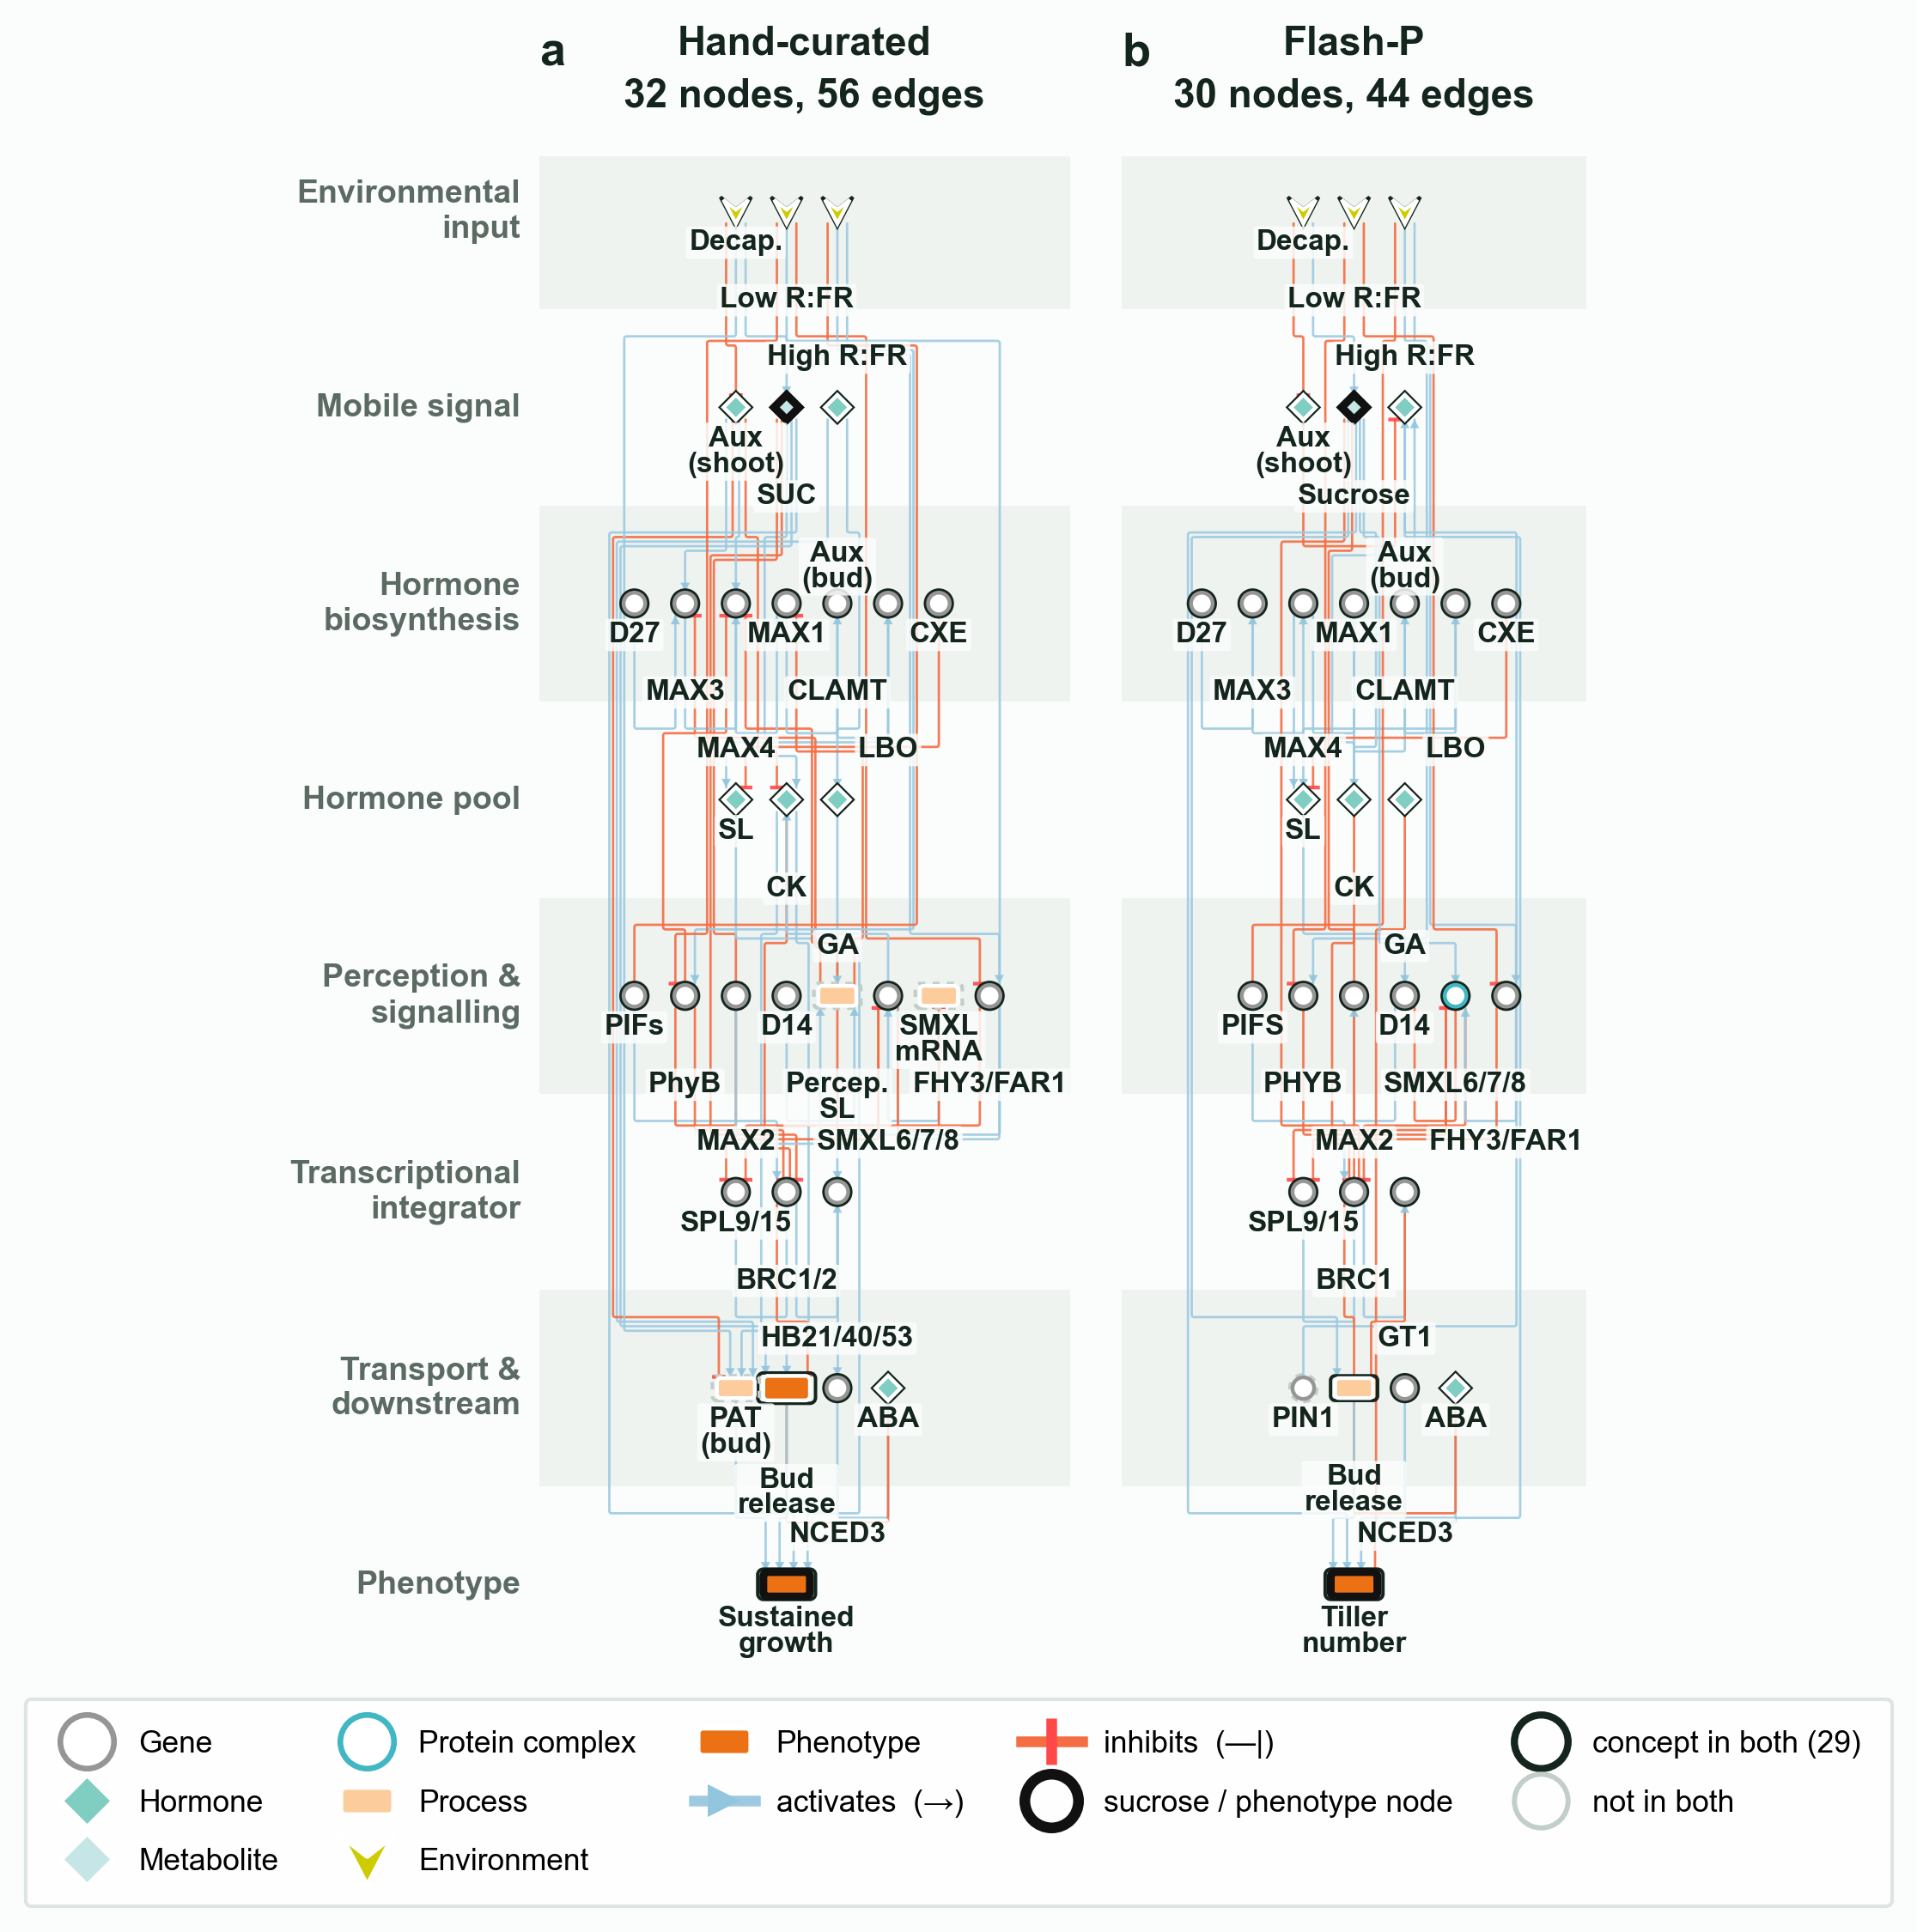 a
Hand-curated
32 nodes, 56 edges
b
Flash-P
30 nodes, 44 edges
Environmental
input
Decap.
Low R:FR
High R:FR
Decap.
Low R:FR
High R:FR
Mobile signal
Aux
(shoot)
SUC
Aux
(bud)
Aux
(shoot)
Sucrose
Aux
(bud)
Hormone
biosynthesis
D27
MAX1
CXE
MAX3
CLAMT
MAX4
LBO
D27
MAX1
CXE
MAX3
CLAMT
MAX4
LBO
Hormone pool
SL
CK
GA
SL
CK
GA
Perception &
signalling
PIFs
D14
SMXL
mRNA
PhyB
Percep.
SL
FHY3/FAR1
MAX2
SMXL6/7/8
PIFS
D14
PHYB
SMXL6/7/8
MAX2
FHY3/FAR1
Transcriptional
integrator
SPL9/15
BRC1/2
HB21/40/53
SPL9/15
BRC1
GT1
Transport &
downstream
PAT
(bud)
ABA
Bud
release
NCED3
PIN1
ABA
Bud
release
NCED3
Phenotype
Sustained
growth
Tiller
number
Gene
Protein complex
Phenotype
inhibits (—|)
concept in both (29)
Hormone
Process
activates (→)
sucrose / phenotype node
not in both
Metabolite
Environment